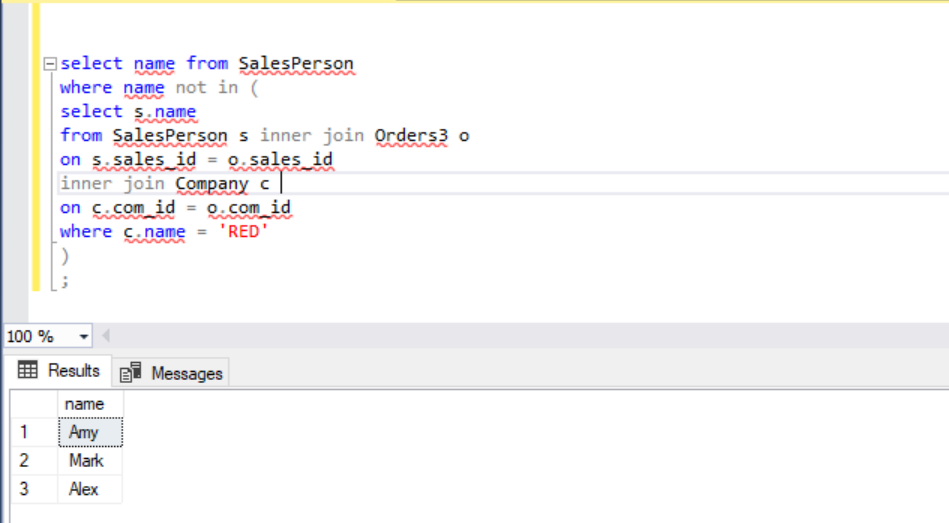 select name from SalesPerson
where name not in (
select s.name
from SalesPerson s inner join Orders3 o
on s.sales_id = o.sales_id
inner join Company c
on c.com_id = o.com_id
where c.name = 'RED'
)
;
100 %
Results Messages
name
1 Amy
2 Mark
3 Alex